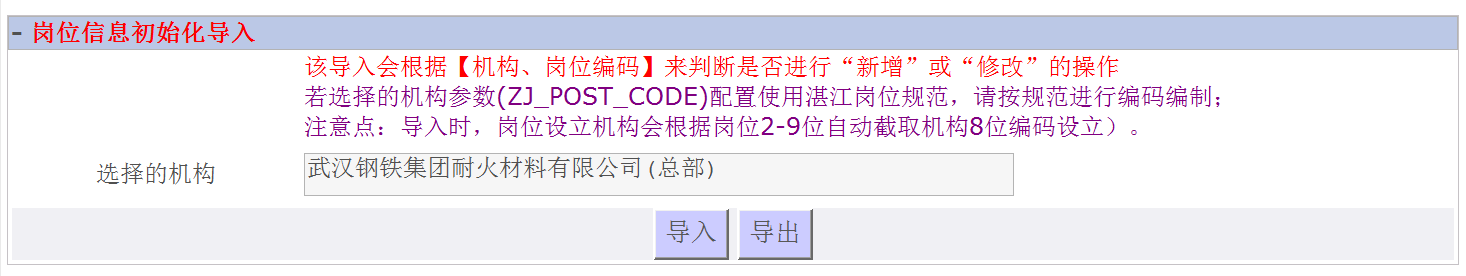 - 岗位信息初始化导入
该导入会根据【机构、岗位编码】来判断是否进行“新增”或“修改”的操作
若选择的机构参数(ZJ_POST_CODE)配置使用湛江岗位规范，请按规范进行编码编制；
注意点：导入时，岗位设立机构会根据岗位2-9位自动截取机构8位编码设立）。
选择的机构 武汉钢铁集团耐火材料有限公司(总部)
导入 导出